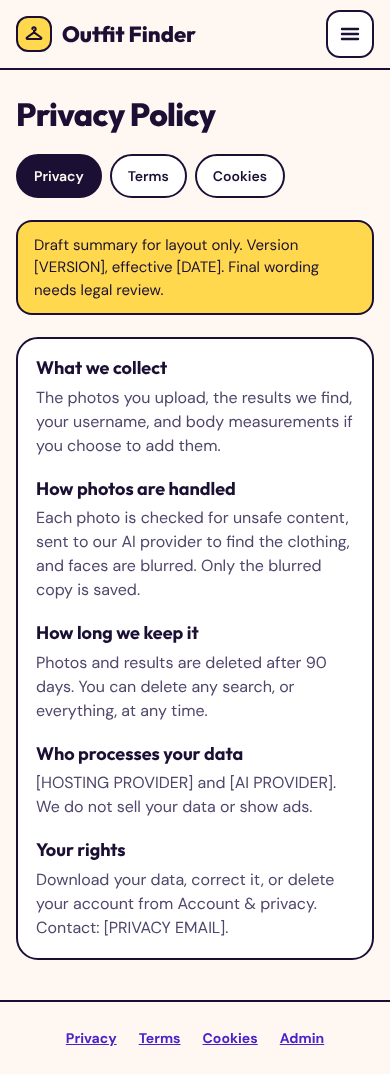 Outfit Finder
Privacy Policy
Privacy
Terms
Cookies
Draft summary for layout only. Version
[VERSION], effective [DATE]. Final wording
needs legal review.
What we collect
The photos you upload, the results we find,
your username, and body measurements if
you choose to add them.
How photos are handled
Each photo is checked for unsafe content,
sent to our AI provider to find the clothing,
and faces are blurred. Only the blurred
copy is saved.
How long we keep it
Photos and results are deleted after 90
days. You can delete any search, or
everything, at any time.
Who processes your data
[HOSTING PROVIDER] and [AI PROVIDER].
We do not sell your data or show ads.
Your rights
Download your data, correct it, or delete
your account from Account & privacy.
Contact: [PRIVACY EMAIL].
Privacy
Terms
Cookies
Admin